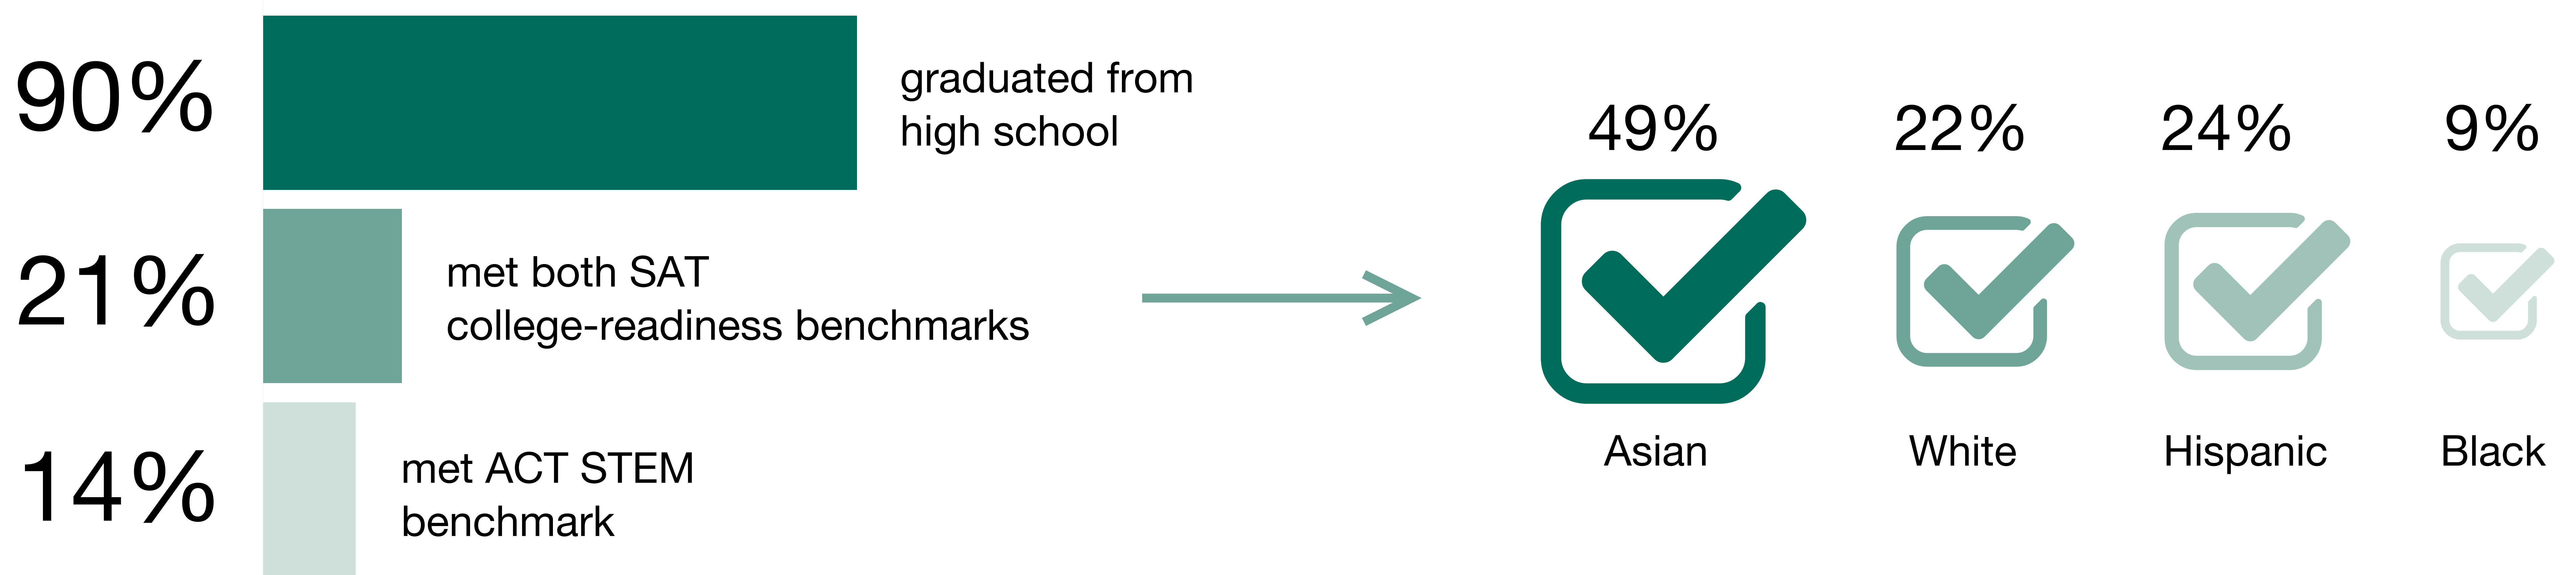 90%
graduated from
high school
21%
met both SAT
college-readiness benchmarks
14%
met ACT STEM
benchmark
49%
22%
24%
9%
Asian
White
Hispanic
Black